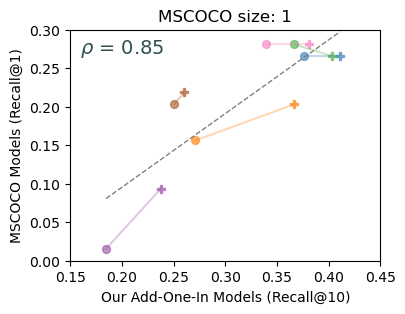 MSCOCO size: 1
ρ = 0.85
MSCOCO Models (Recall@1)
0.30
0.25
0.20
0.15
0.10
0.05
0.00
0.15 0.20 0.25 0.30 0.35 0.40 0.45
Our Add-One-In Models (Recall@10)